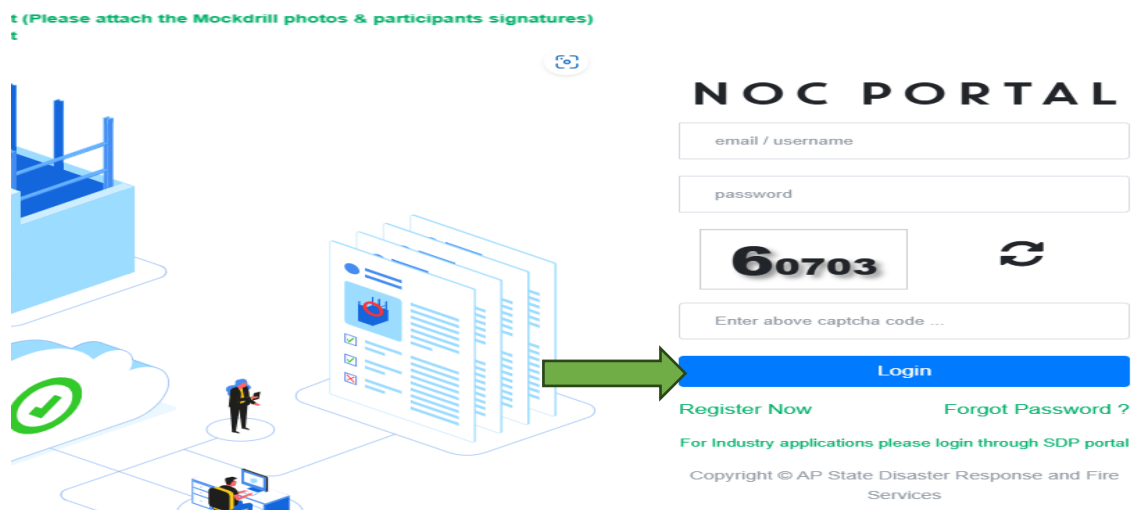 t (Please attach the Mockdrill photos & participants signatures)
t
NOC PORTAL
email / username
password
60703
Enter above captcha code ...
Login
Register Now
Forgot Password ?
For Industry applications please login through SDP portal
Copyright © AP State Disaster Response and Fire
Services